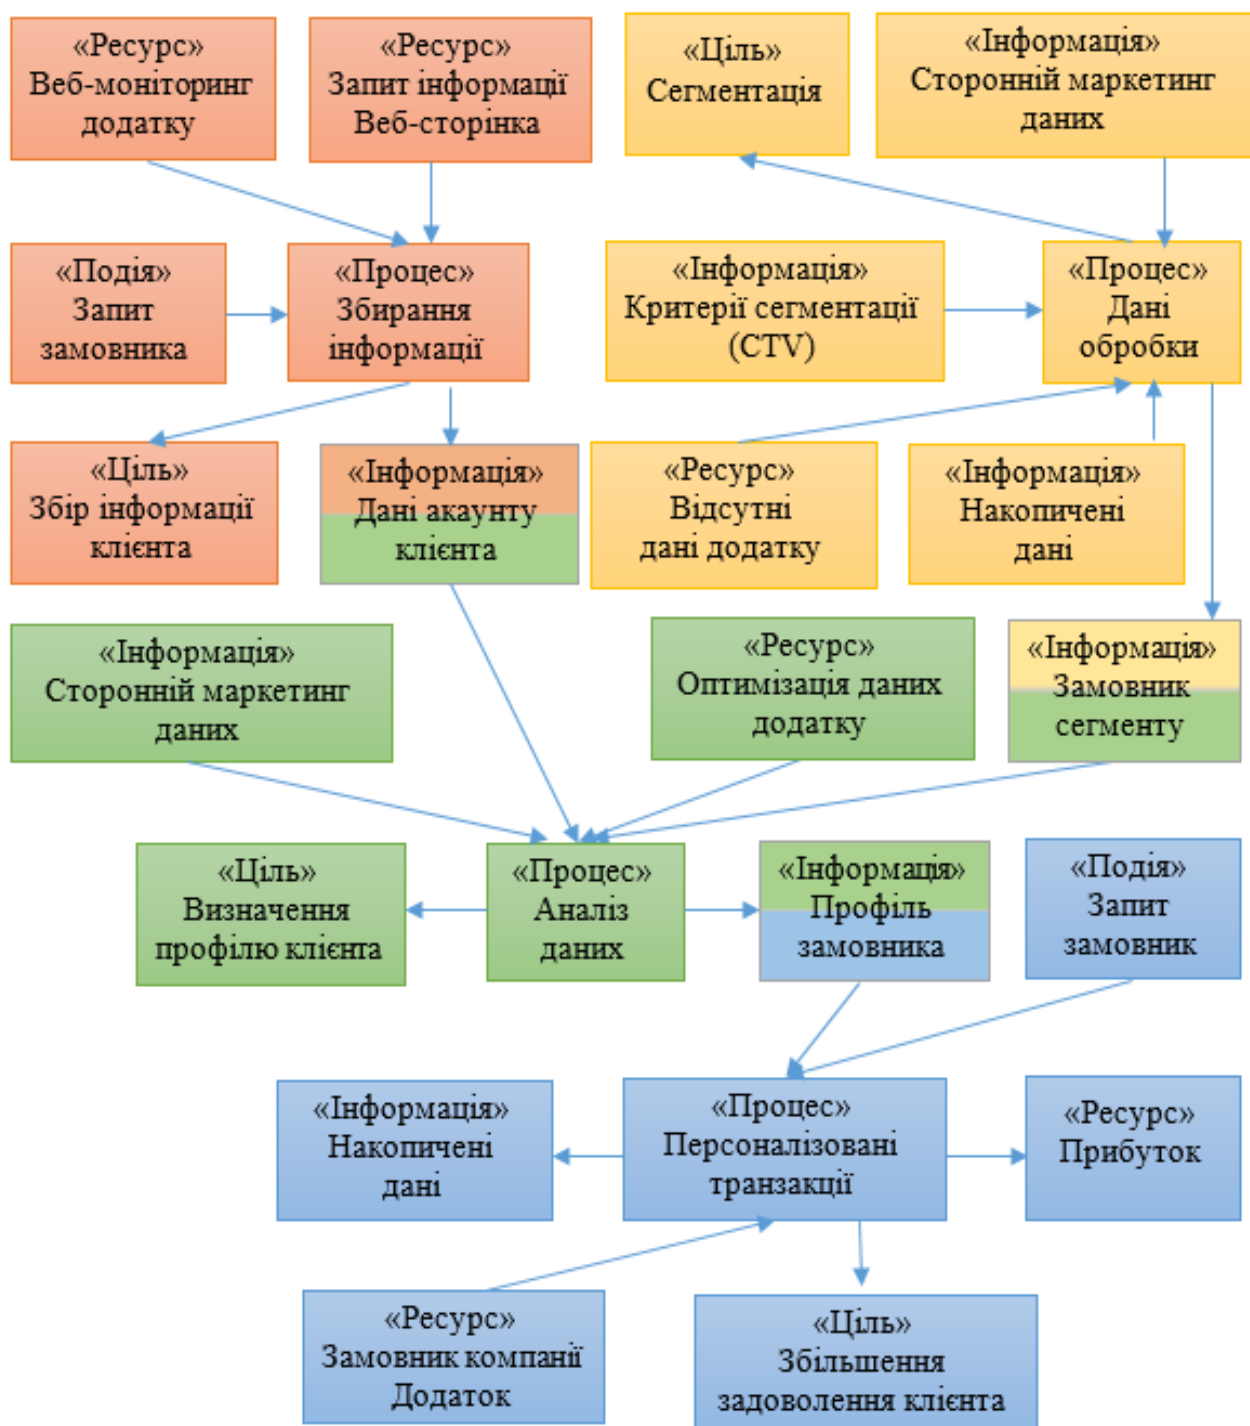 «Ресурс»
Веб-моніторинг
додатку
«Ресурс»
Запит інформації
Веб-сторінка
«Ціль»
Сегментація
«Інформація»
Сторонній маркетинг
даних
«Подія»
Запит
замовника
«Процес»
Збирання
інформації
«Інформація»
Критерії сегментації
(CTV)
«Процес»
Дані
обробки
«Ціль»
Збір інформації
клієнта
«Інформація»
Дані акаунту
клієнта
«Ресурс»
Відсутні
дані додатку
«Інформація»
Накопичені
дані
«Інформація»
Сторонній маркетинг
даних
«Ресурс»
Оптимізація даних
додатку
«Інформація»
Замовник
сегменту
«Ціль»
Визначення
профілю клієнта
«Процес»
Аналіз
даних
«Інформація»
Профіль
замовника
«Подія»
Запит
замовник
«Інформація»
Накопичені
дані
«Процес»
Персоналізовані
транзакції
«Ресурс»
Прибуток
«Ресурс»
Замовник компанії
Додаток
«Ціль»
Збільшення
задоволення клієнта